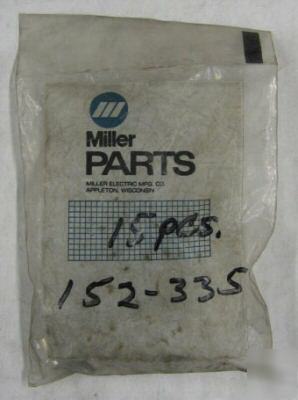 Miller
PARTS
MILLER ELECTRIC MFG. CO.
APPLETON, WISCONSIN
15 pcs.
152-335